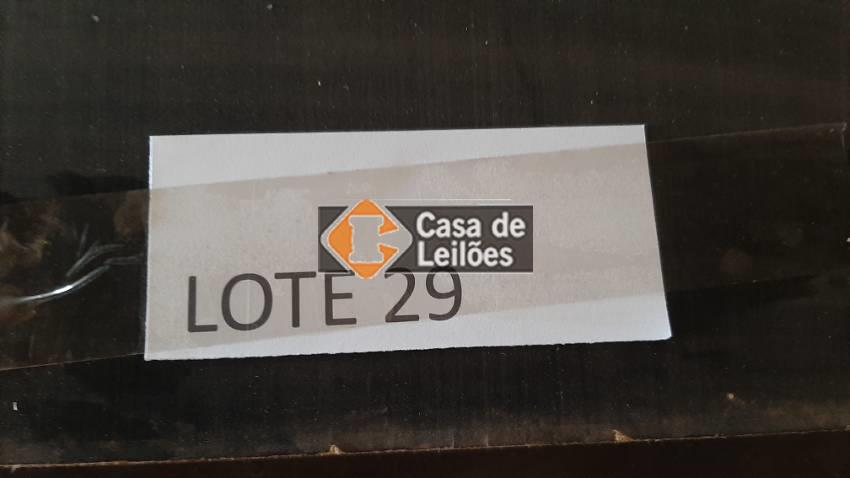 Casa de
Leilões
LOTE 29